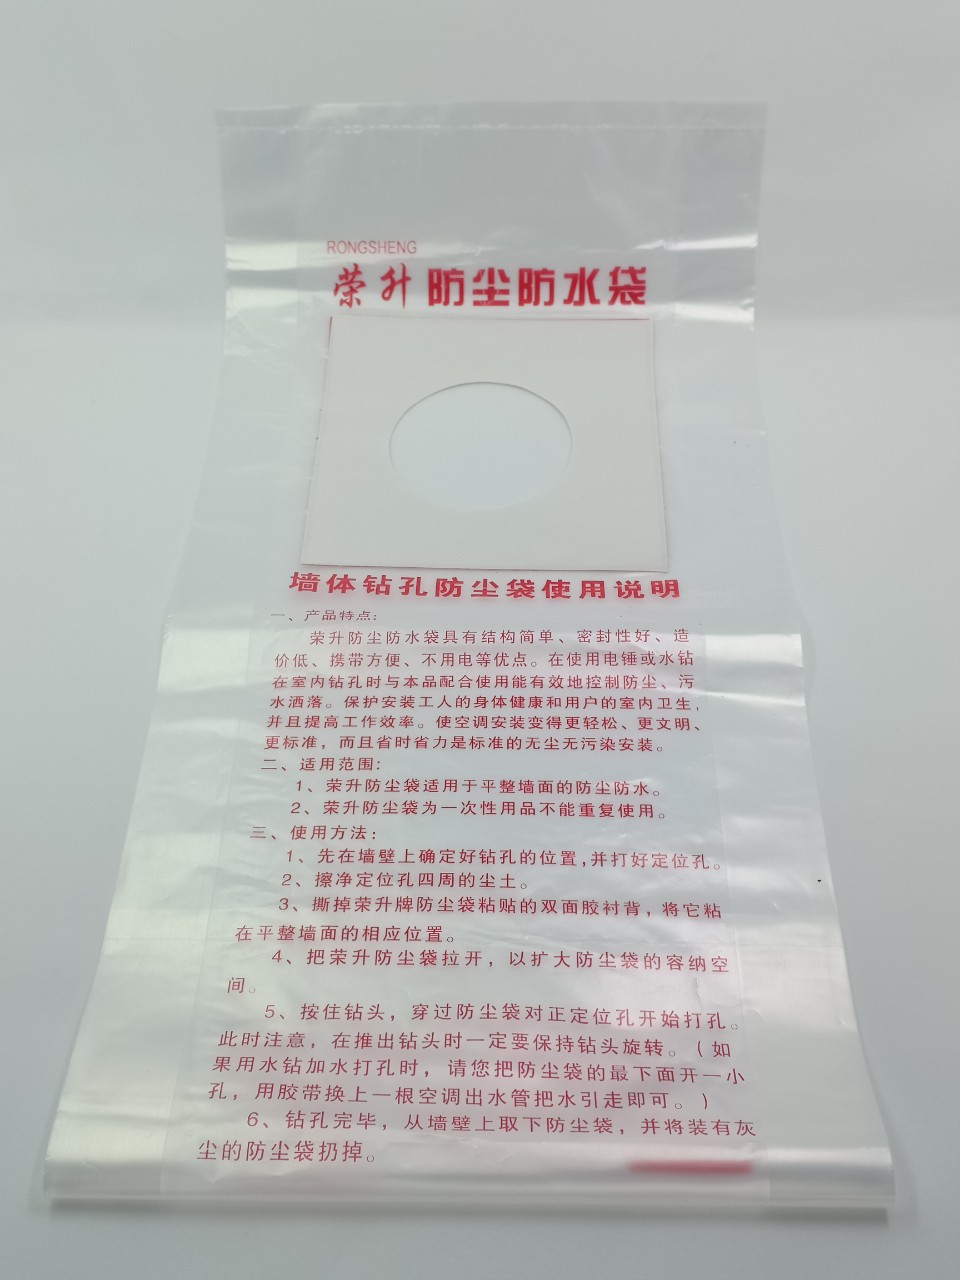 RONGSHENG
荣升防尘防水袋
墙体钻孔防尘袋使用说明
一、产品特点：
荣升防尘防水袋具有结构简单、密封性好、造
价低、携带方便、不用电等优点。在使用电锤或水钻
在室内钻孔时与本品配合使用能有效地控制防尘、污
水洒落。保护安装工人的身体健康和用户的室内卫生，
并且提高工作效率。使空调安装变得更轻松、更文明、
更标准，而且省时省力是标准的无尘无污染安装。
二、适用范围：
1、荣升防尘袋适用于平整墙面的防尘防水。
2、荣升防尘袋为一次性用品不能重复使用。
三、使用方法：
1、先在墙壁上确定好钻孔的位置,并打好定位孔。
2、擦净定位孔四周的尘土。
3、撕掉荣升牌防尘袋粘贴的双面胶衬背，将它粘
在平整墙面的相应位置。
4、把荣升防尘袋拉开，以扩大防尘袋的容纳空
间。
5、按住钻头，穿过防尘袋对正定位孔开始打孔。
此时注意，在推出钻头时一定要保持钻头旋转。（如
果用水钻加水打孔时，请您把防尘袋的最下面开一小
孔，用胶带换上一根空调出水管把水引走即可。）
6、钻孔完毕，从墙壁上取下防尘袋，并将装有灰
尘的防尘袋扔掉。